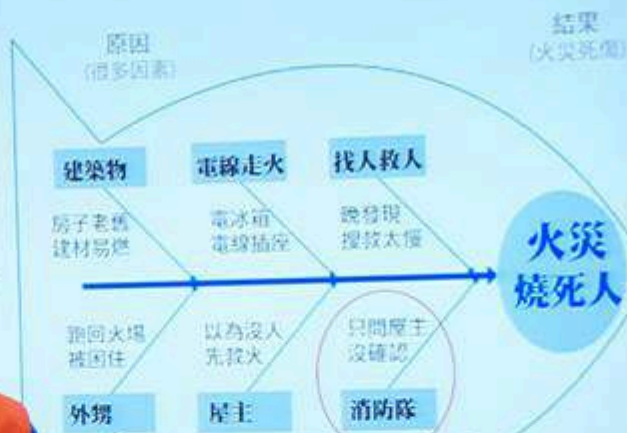 原因
(很多因素)
結果
(火災死傷)
建築物
電線走火
找人救人
房子老舊
建材易燃
電冰箱
電線插座
晚發現
搜救太慢
火災
燒死人
跑回火場
被困住
以為沒人
先救火
只問屋主
沒確認
外甥
屋主
消防隊